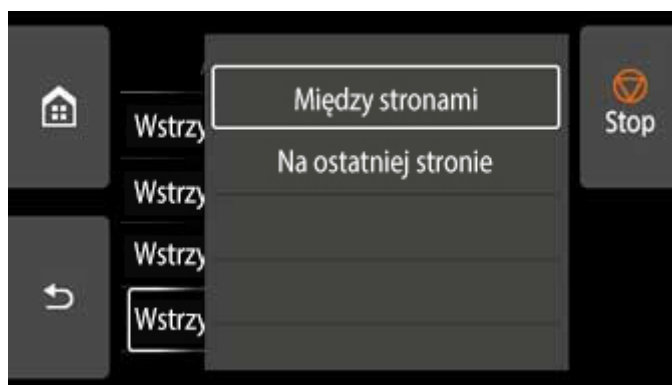 Między stronami
Na ostatniej stronie
Wstrzy
Wstrzy
Wstrzy
Wstrzy
Stop